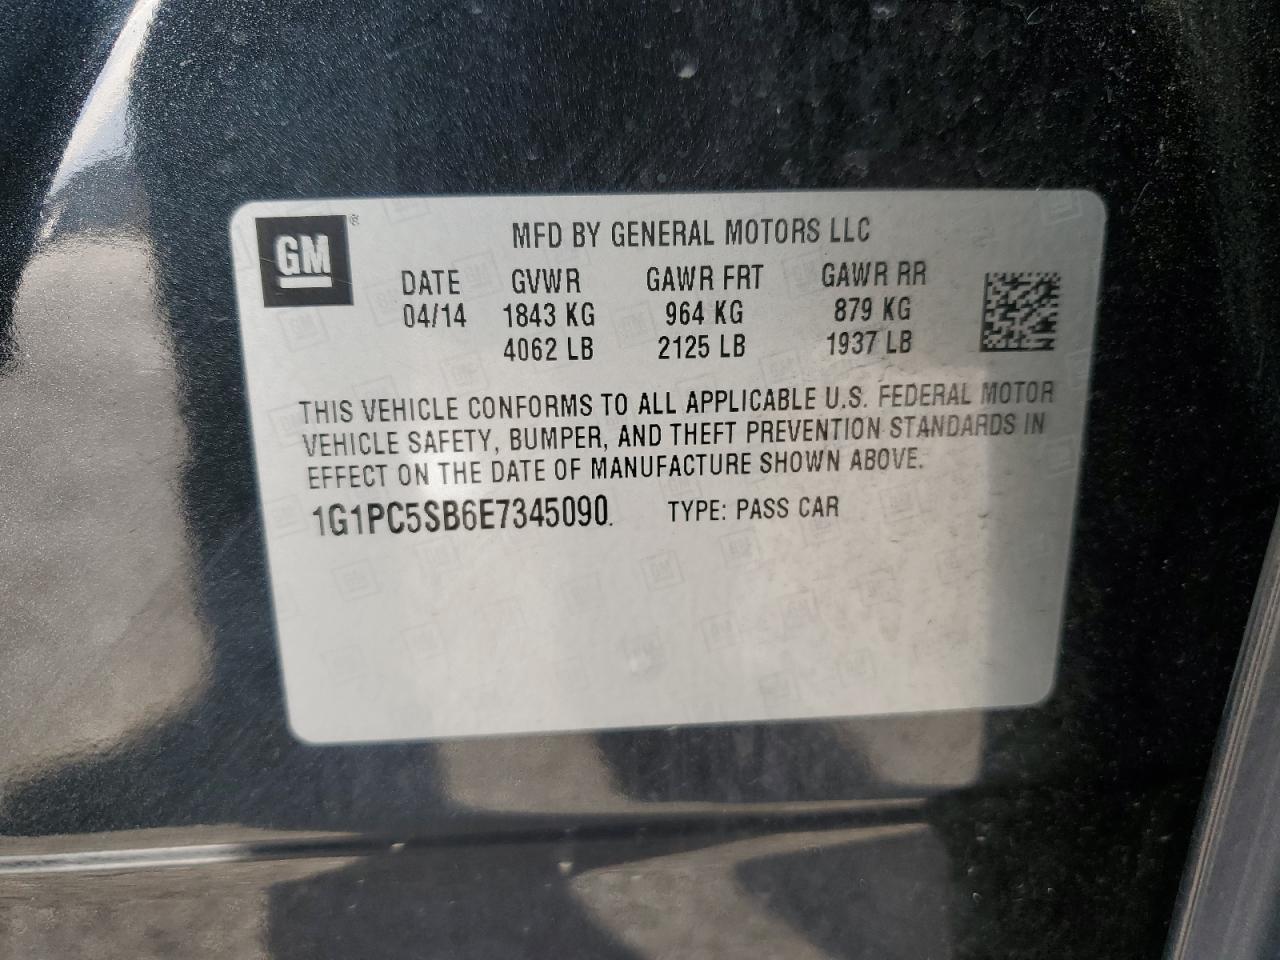 GM ®
MFD BY GENERAL MOTORS LLC
DATE GVWR GAWR FRT GAWR RR
04/14 1843 KG 964 KG 879 KG
4062 LB 2125 LB 1937 LB
THIS VEHICLE CONFORMS TO ALL APPLICABLE U.S. FEDERAL MOTOR
VEHICLE SAFETY, BUMPER, AND THEFT PREVENTION STANDARDS IN
EFFECT ON THE DATE OF MANUFACTURE SHOWN ABOVE.
1G1PC5SB6E7345090. TYPE: PASS CAR